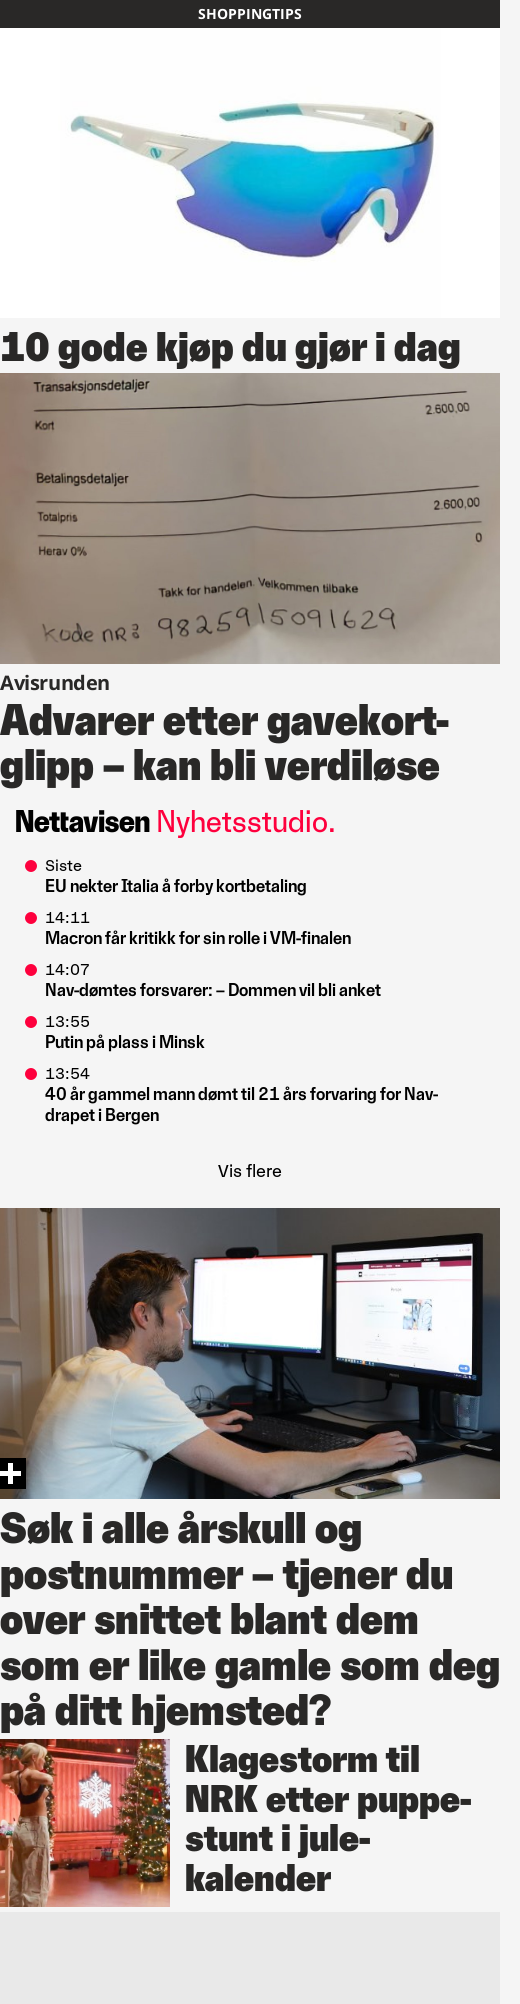 SHOPPINGTIPS
10 gode kjøp du gjør i dag
Transaksjonsdetaljer
2.600,00
Kort
Betalingsdetaljer
2.600,00
Totalpris
0
Herav 0%
Takk for handelen. Velkommen tilbake
Kode nr: 9825915091629
Avisrunden
Advarer etter gavekort-
glipp – kan bli verdiløse
Nettavisen Nyhetsstudio.
Siste
EU nekter Italia å forby kortbetaling
14:11
Macron får kritikk for sin rolle i VM-finalen
14:07
Nav-dømtes forsvarer: – Dommen vil bli anket
13:55
Putin på plass i Minsk
13:54
40 år gammel mann dømt til 21 års forvaring for Nav-
drapet i Bergen
Vis flere
Søk i alle årskull og
postnummer – tjener du
over snittet blant dem
som er like gamle som deg
på ditt hjemsted?
Klagestorm til
NRK etter puppe-
stunt i jule-
kalender